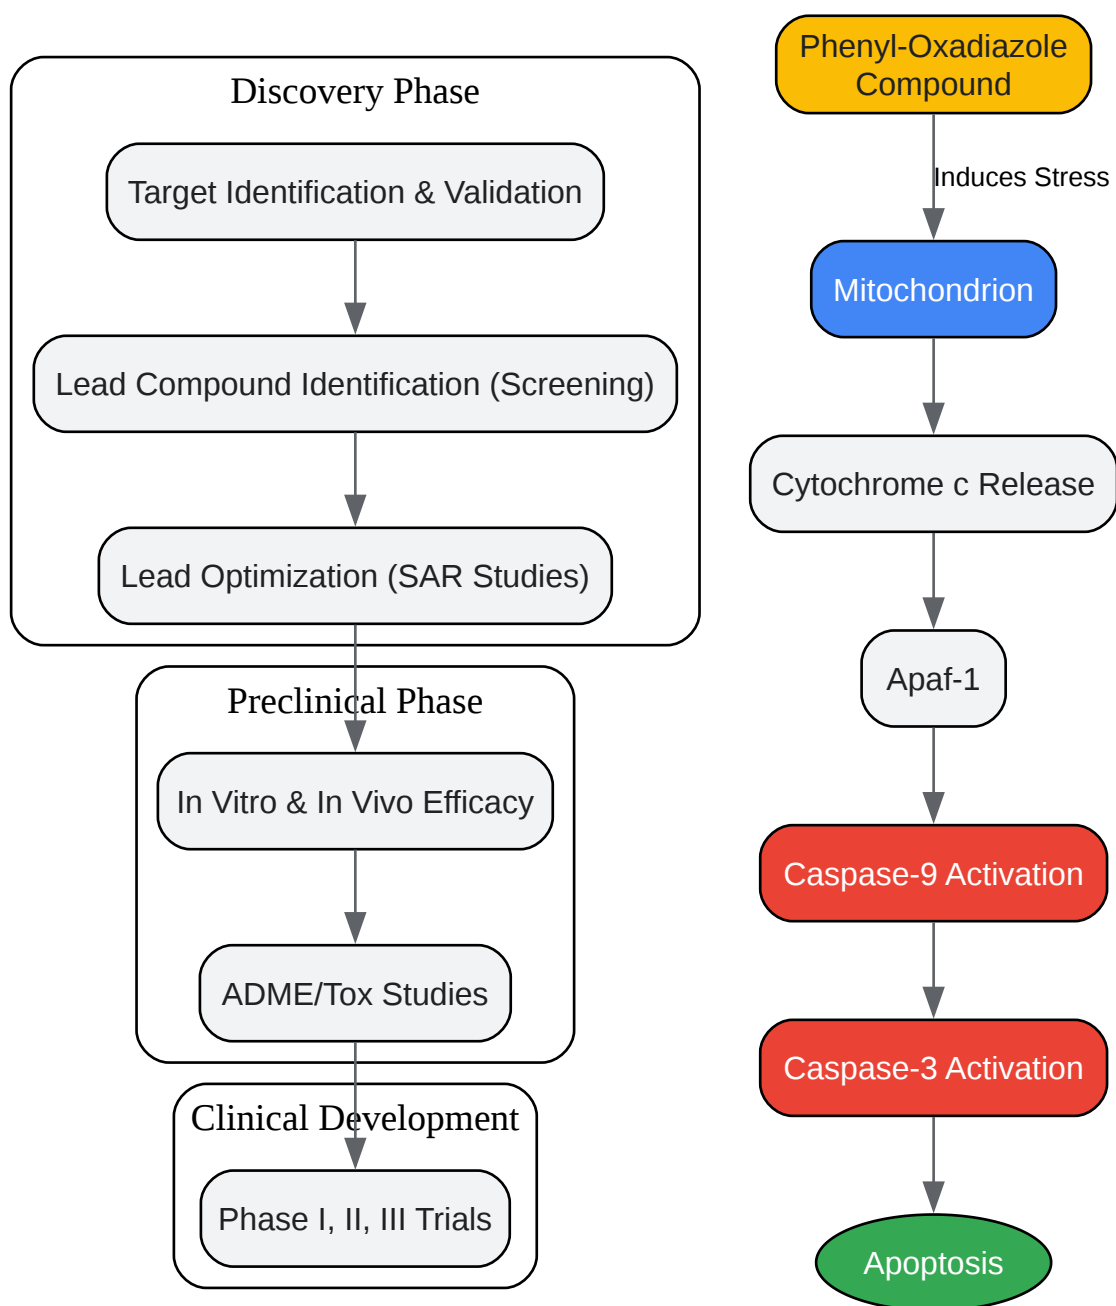 Discovery Phase
Target Identification & Validation
Lead Compound Identification (Screening)
Lead Optimization (SAR Studies)
Preclinical Phase
In Vitro & In Vivo Efficacy
ADME/Tox Studies
Clinical Development
Phase I, II, III Trials
Phenyl-Oxadiazole
Compound
Induces Stress
Mitochondrion
Cytochrome c Release
Apaf-1
Caspase-9 Activation
Caspase-3 Activation
Apoptosis